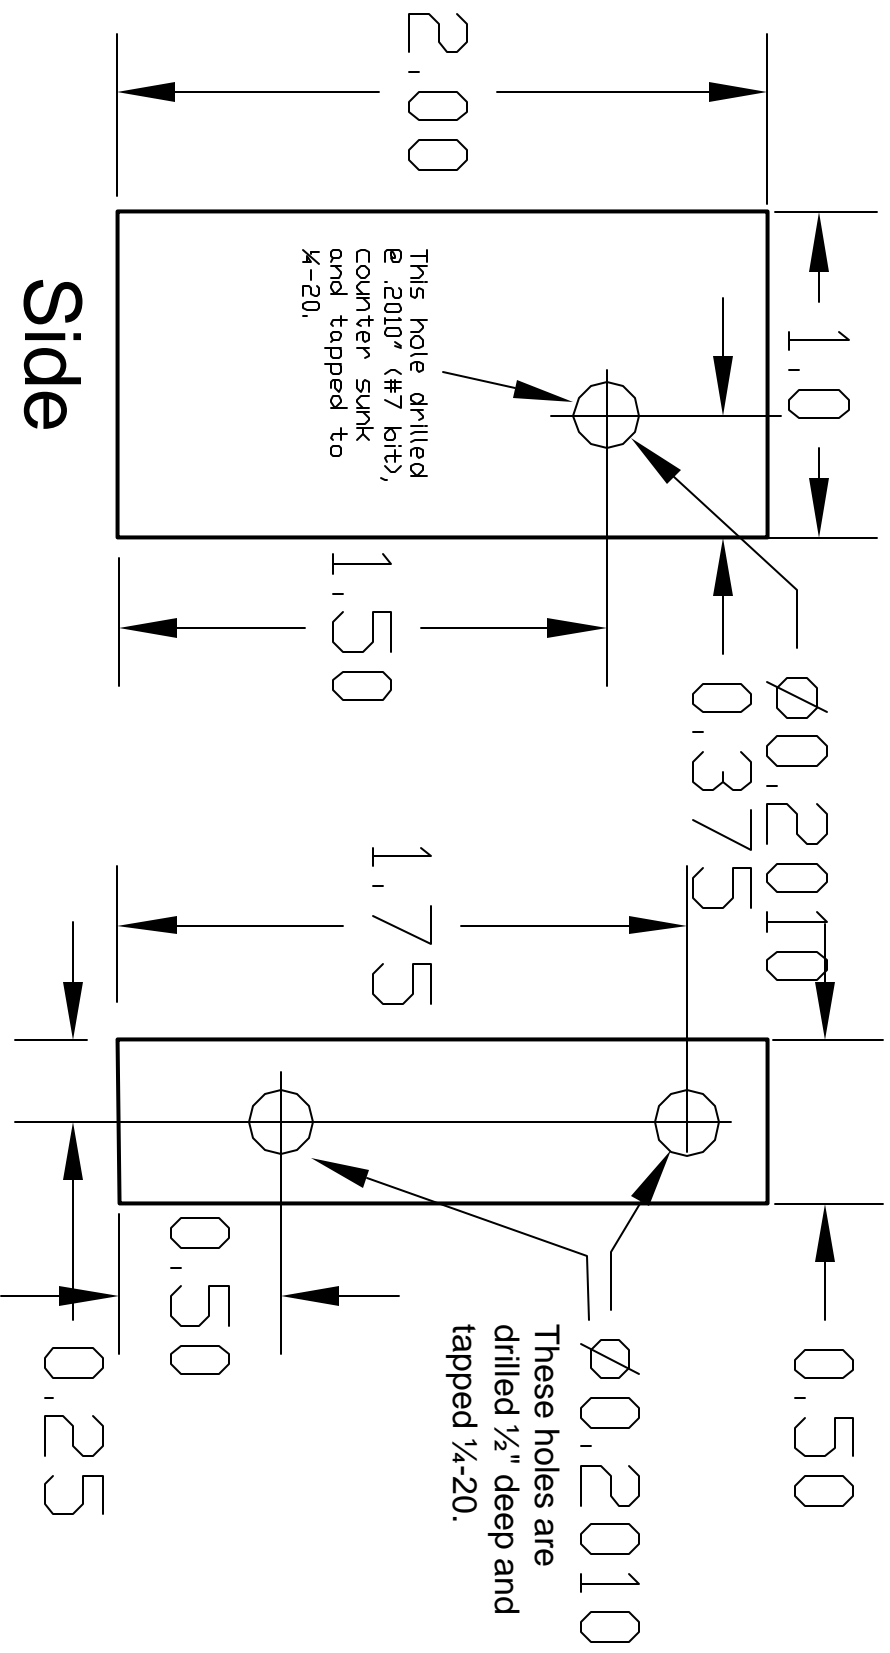 2.00
1.0
This hole drilled
@ .2010" (#7 bit),
counter sunk
and tapped to
¼-20.
Side
1.50
Ø0.2010
0.375
1.75
0.50
0.50
0.25
Ø0.2010
These holes are
drilled ½" deep and
tapped ¼-20.